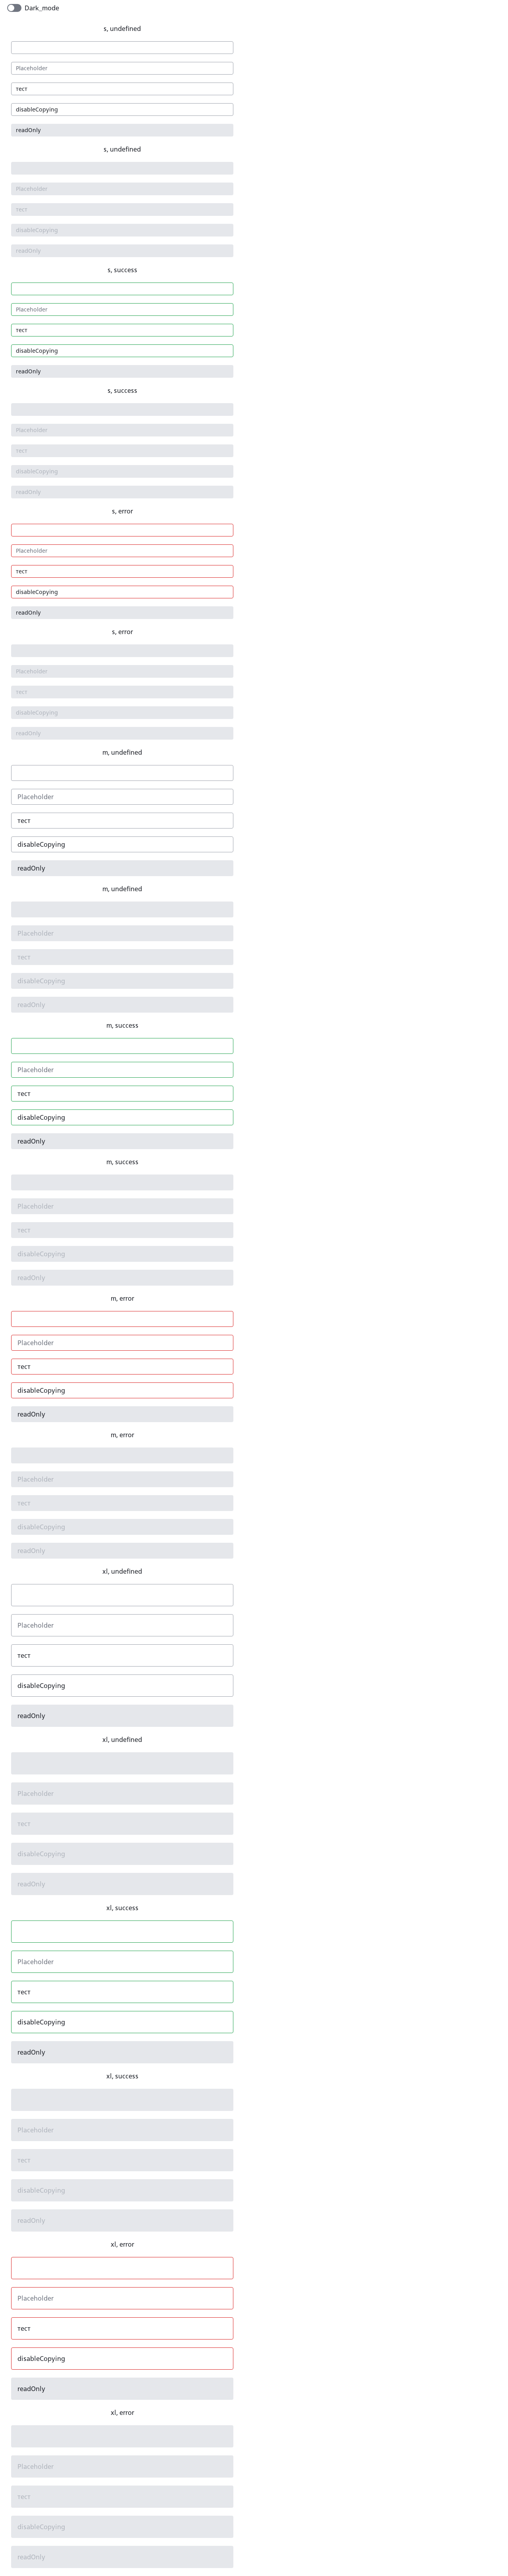 Dark_mode
s, undefined
Placeholder
тест
disableCopying
readOnly
s, undefined
Placeholder
тест
disableCopying
readOnly
s, success
Placeholder
тест
disableCopying
readOnly
s, success
Placeholder
тест
disableCopying
readOnly
s, error
Placeholder
тест
disableCopying
readOnly
s, error
Placeholder
тест
disableCopying
readOnly
m, undefined
Placeholder
тест
disableCopying
readOnly
m, undefined
Placeholder
тест
disableCopying
readOnly
m, success
Placeholder
тест
disableCopying
readOnly
m, success
Placeholder
тест
disableCopying
readOnly
m, error
Placeholder
тест
disableCopying
readOnly
m, error
Placeholder
тест
disableCopying
readOnly
xl, undefined
Placeholder
тест
disableCopying
readOnly
xl, undefined
Placeholder
тест
disableCopying
readOnly
xl, success
Placeholder
тест
disableCopying
readOnly
xl, success
Placeholder
тест
disableCopying
readOnly
xl, error
Placeholder
тест
disableCopying
readOnly
xl, error
Placeholder
тест
disableCopying
readOnly